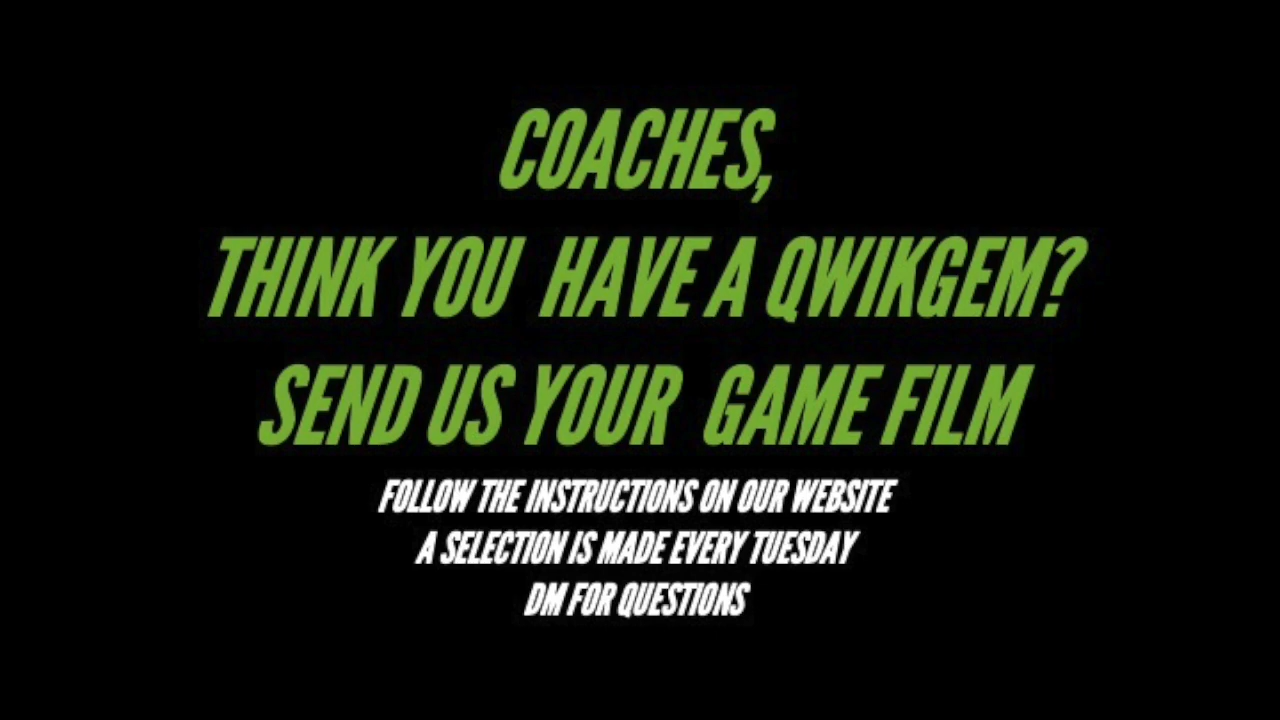 COACHES,
THINK YOU HAVE A QWIKGEM?
SEND US YOUR GAME FILM
FOLLOW THE INSTRUCTIONS ON OUR WEBSITE
A SELECTION IS MADE EVERY TUESDAY
DM FOR QUESTIONS